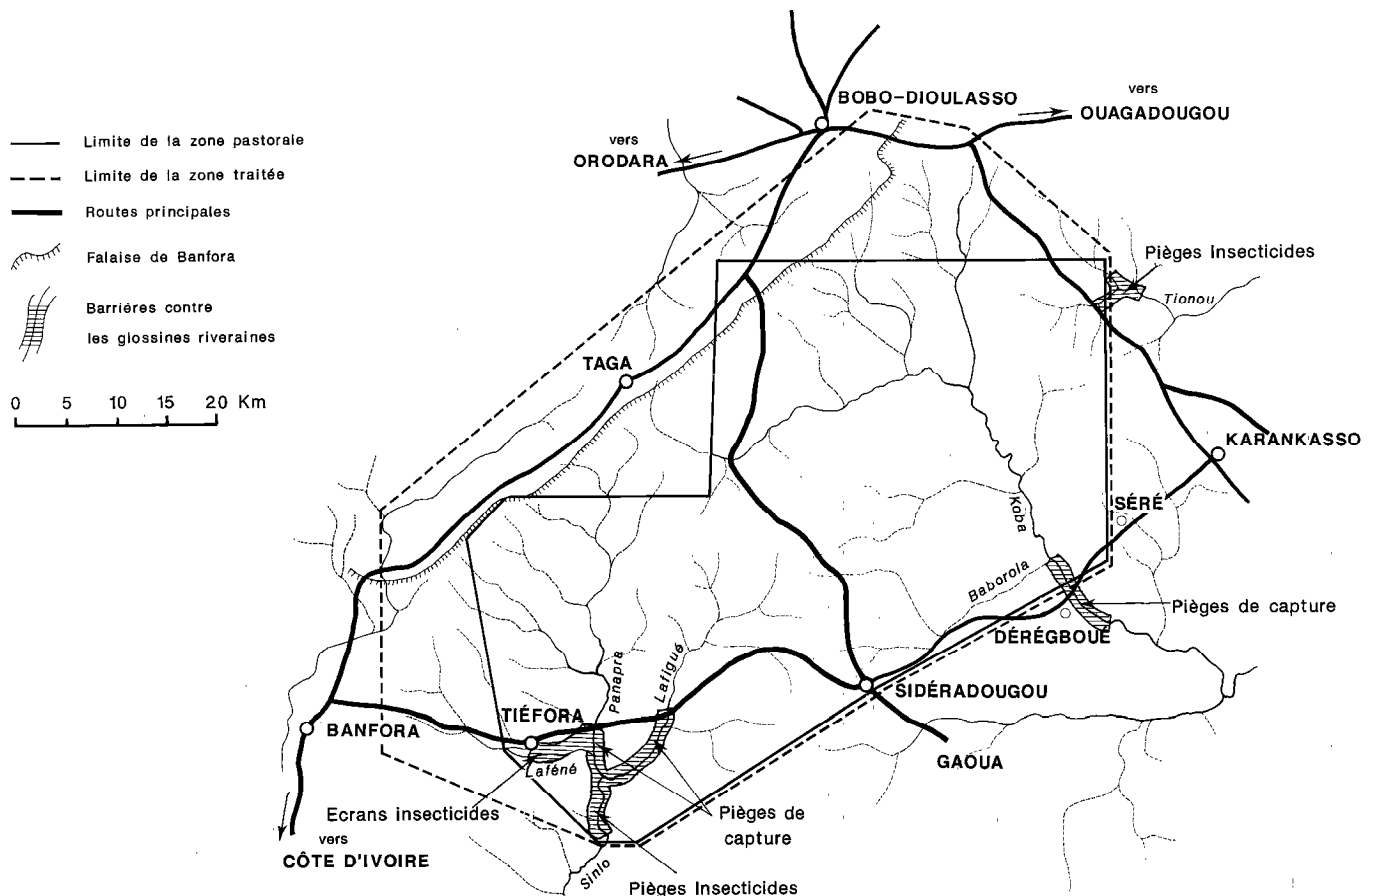 BOBO-DIOULASSO
vers
OUAGADOUGOU
vers
ORODARA
Limite de la zone pastorale
Limite de la zone traitée
Routes principales
Falaise de Banfora
Barrières contre
les glossines riveraines
0 5 10 15 20 Km
Pièges Insecticides
Tionou
TAGA
KARANKASSO
SÉRÉ
Koba
Baborola
Pièges de capture
DÉRÉGBOUÉ
SIDÉRADOUGOU
GAOUA
Panapra
Lafigué
TIÉFORA
BANFORA
Laféné
Ecrans insecticides
Pièges de
capture
vers
CÔTE D'IVOIRE
Sinlo
Pièges Insecticides